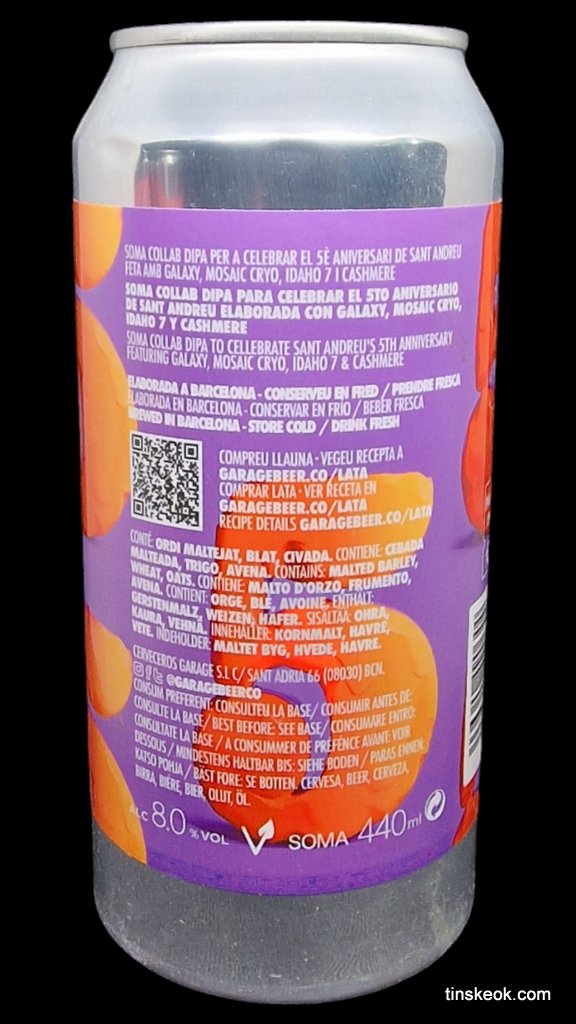 SOMA COLLAB DIPA PER A CELEBRAR EL 5È ANIVERSARI DE SANT ANDREU
FETA AMB GALAXY, MOSAIC CRYO, IDAHO 7 I CASHMERE
SOMA COLLAB DIPA PARA CELEBRAR EL 5TO ANIVERSARIO
DE SANT ANDREU ELABORADA CON GALAXY, MOSAIC CRYO,
IDAHO 7 Y CASHMERE
SOMA COLLAB DIPA TO CELLEBRATE SANT ANDREU'S 5TH ANNIVERSARY
FEATURING GALAXY, MOSAIC CRYO, IDAHO 7 & CASHMERE
ELABORADA A BARCELONA - CONSERVEU EN FRED / PRENDRE FRESCA
ELABORADA EN BARCELONA - CONSERVAR EN FRIO / BEBER FRESCA
BREWED IN BARCELONA - STORE COLD / DRINK FRESH
COMPREU LLAUNA · VEGEU RECEPTA A
GARAGEBEER.CO/LATA
COMPRAR LATA · VER RECETA EN
GARAGEBEER.CO/LATA
RECIPE DETAILS GARAGEBEER.CO/LATA
CONTÉ: ORDI MALTEJAT, BLAT, CIVADA. CONTIENE: CEBADA
MALTEADA, TRIGO, AVENA. CONTAINS: MALTED BARLEY,
WHEAT, OATS. CONTIENE: MALTO D'ORZO, FRUMENTO,
AVENA. CONTIENT: ORGE, BLÉ, AVOINE. ENTHALT:
GERSTENMALZ, WEIZEN, HAFER. SISÄLTÄÄ: OHRA,
KAURA, VEHNÄ. INNEHÅLLER: KORNMALT, HAVRE,
VETE. INDEHOLDER: MALTET BYG, HVEDE, HAVRE.
CERVECEROS GARAGE S.L C/ SANT ADRIA 66 (08030) BCN.
@GARAGEBEERCO
CONSUM PREFERENT: CONSULTEU LA BASE/ CONSUMIR ANTES DE:
CONSULTE LA BASE/ BEST BEFORE: SEE BASE/ CONSUMARE ENTRO:
CONSULTATE LA BASE / A CONSUMMER DE PRÉFÉNCE AVANT: VOIR
DESSOUS / MINDESTENS HALTBAR BIS: SIEHE BODEN / PARAS ENNEN:
KATSO POHJA/ BÄST FORE: SE BOTTEN. CERVESA, BEER, CERVEZA,
BIRRA, BIÈRE, BIER, OLUT, ÖL.
ALC 8.0 % VOL V SOMA 440ml
tinskeok.com